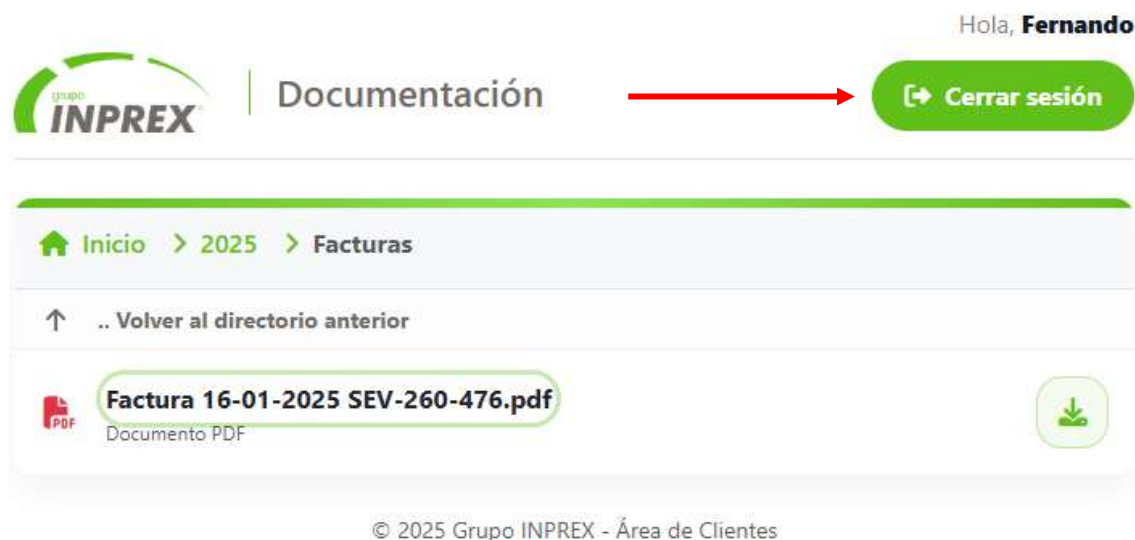 Hola, Fernando
grupo
INPREX
Documentación
Cerrar sesión
Inicio > 2025 > Facturas
.. Volver al directorio anterior
Factura 16-01-2025 SEV-260-476.pdf
PDF
Documento PDF
© 2025 Grupo INPREX - Área de Clientes